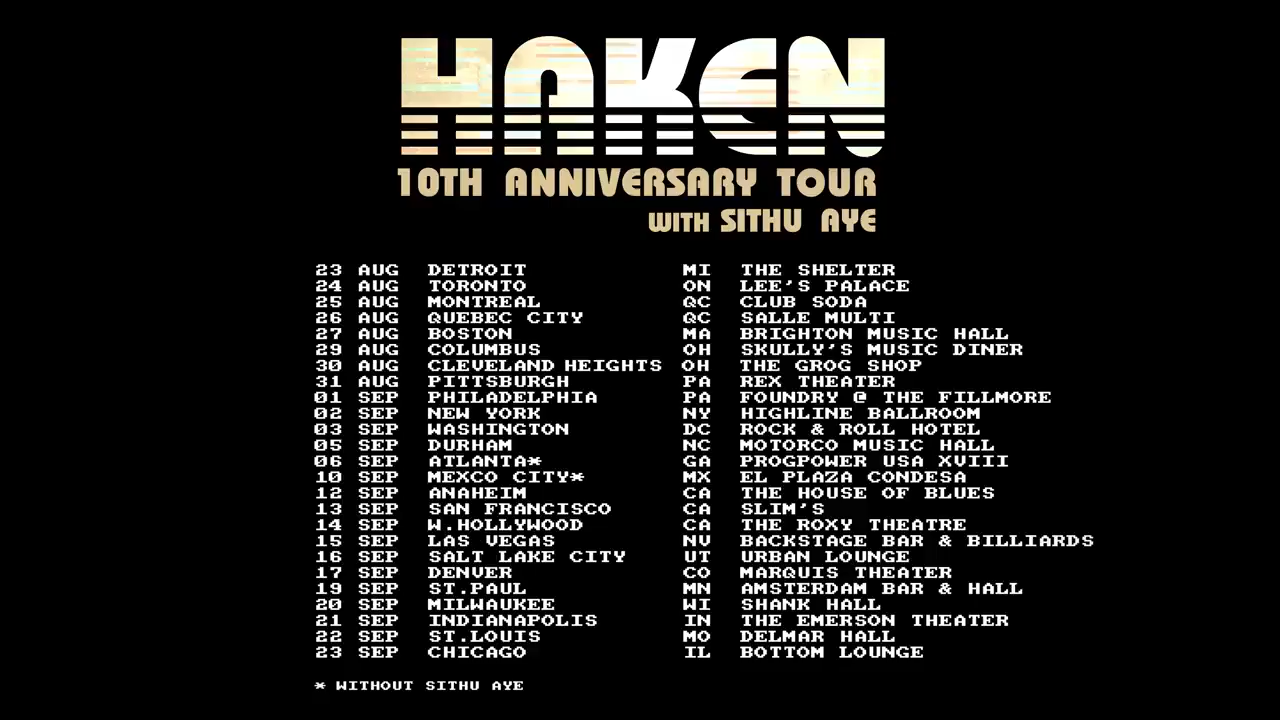 HAKEN
10TH ANNIVERSARY TOUR
WITH SITHU AYE
23 AUG DETROIT MI THE SHELTER
24 AUG TORONTO ON LEE'S PALACE
25 AUG MONTREAL QC CLUB SODA
26 AUG QUEBEC CITY QC SALLE MULTI
27 AUG BOSTON MA BRIGHTON MUSIC HALL
29 AUG COLUMBUS OH SKULLY'S MUSIC DINER
30 AUG CLEVELAND HEIGHTS OH THE GROG SHOP
31 AUG PITTSBURGH PA REX THEATER
01 SEP PHILADELPHIA PA FOUNDRY @ THE FILLMORE
02 SEP NEW YORK NY HIGHLINE BALLROOM
03 SEP WASHINGTON DC ROCK & ROLL HOTEL
05 SEP DURHAM NC MOTORCO MUSIC HALL
06 SEP ATLANTA* GA PROGPOWER USA XVIII
10 SEP MEXCO CITY* MX EL PLAZA CONDESA
12 SEP ANAHEIM CA THE HOUSE OF BLUES
13 SEP SAN FRANCISCO CA SLIM'S
14 SEP W.HOLLYWOOD CA THE ROXY THEATRE
15 SEP LAS VEGAS NV BACKSTAGE BAR & BILLIARDS
16 SEP SALT LAKE CITY UT URBAN LOUNGE
17 SEP DENVER CO MARQUIS THEATER
19 SEP ST.PAUL MN AMSTERDAM BAR & HALL
20 SEP MILWAUKEE WI SHANK HALL
21 SEP INDIANAPOLIS IN THE EMERSON THEATER
22 SEP ST.LOUIS MO DELMAR HALL
23 SEP CHICAGO IL BOTTOM LOUNGE
* WITHOUT SITHU AYE